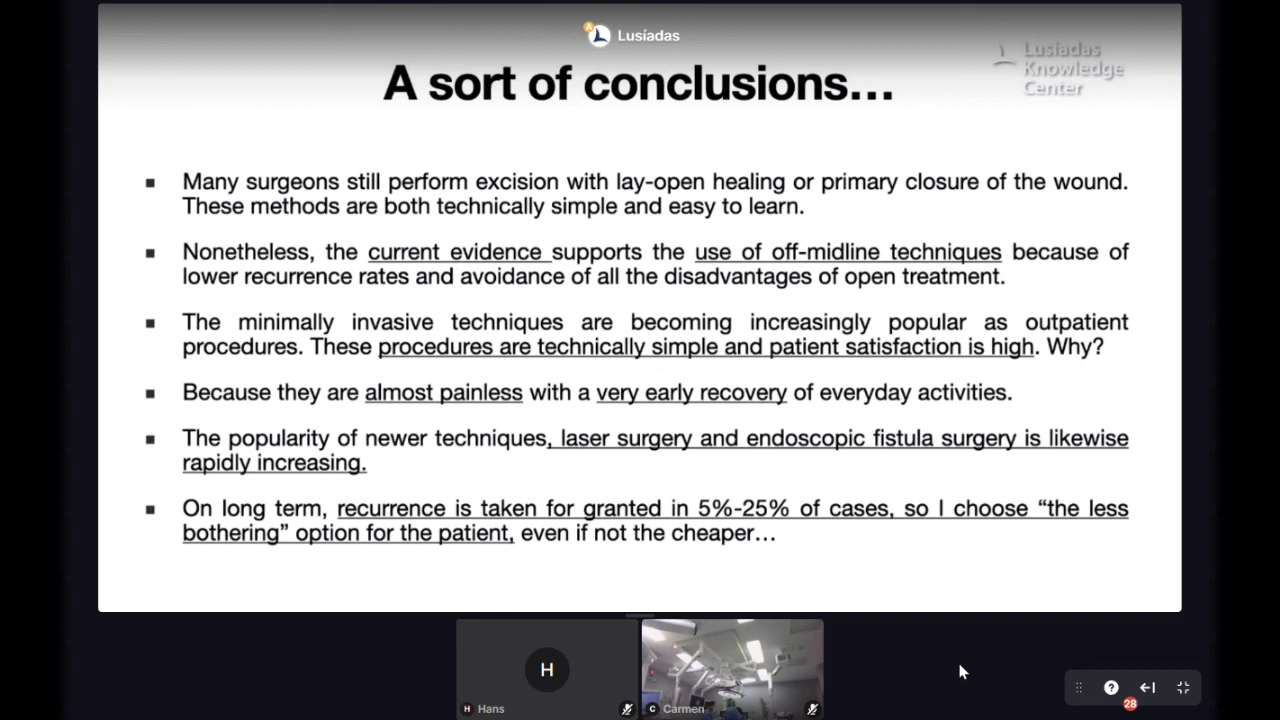 Lusíadas
Lusíadas
Knowledge
Center
A sort of conclusions...
Many surgeons still perform excision with lay-open healing or primary closure of the wound.
These methods are both technically simple and easy to learn.
Nonetheless, the current evidence supports the use of off-midline techniques because of
lower recurrence rates and avoidance of all the disadvantages of open treatment.
The minimally invasive techniques are becoming increasingly popular as outpatient
procedures. These procedures are technically simple and patient satisfaction is high. Why?
Because they are almost painless with a very early recovery of everyday activities.
The popularity of newer techniques, laser surgery and endoscopic fistula surgery is likewise
rapidly increasing.
On long term, recurrence is taken for granted in 5%-25% of cases, so I choose “the less
bothering” option for the patient, even if not the cheaper...
H
H Hans
C Carmen
?
28